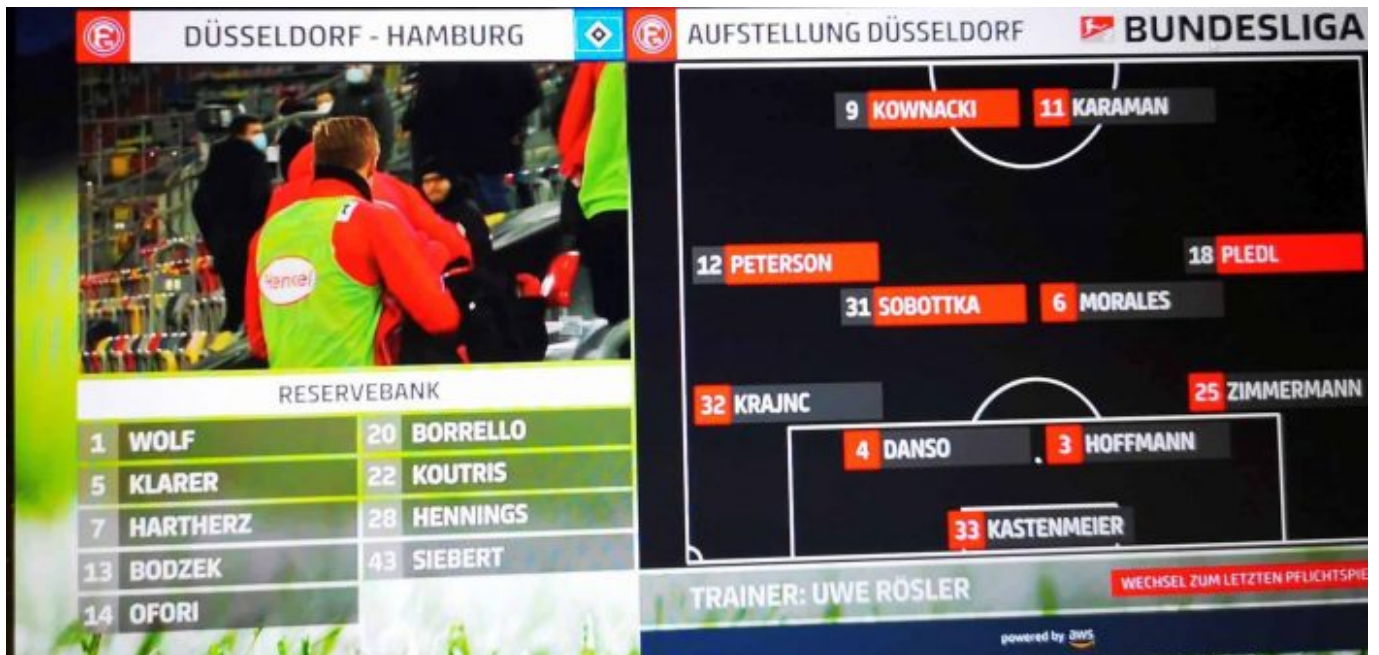 DÜSSELDORF - HAMBURG
Henkel
RESERVEBANK
1 WOLF
5 KLARER
7 HARTHERZ
13 BODZEK
14 OFORI
20 BORRELLO
22 KOUTRIS
28 HENNINGS
43 SIEBERT
AUFSTELLUNG DÜSSELDORF
BUNDESLIGA
9 KOWNACKI
11 KARAMAN
12 PETERSON
18 PLEDL
31 SOBOTTKA
6 MORALES
32 KRAJNC
25 ZIMMERMANN
4 DANSO
3 HOFFMANN
33 KASTENMEIER
TRAINER: UWE RÖSLER
WECHSEL ZUM LETZTEN PFLICHTSPIE
powered by aws